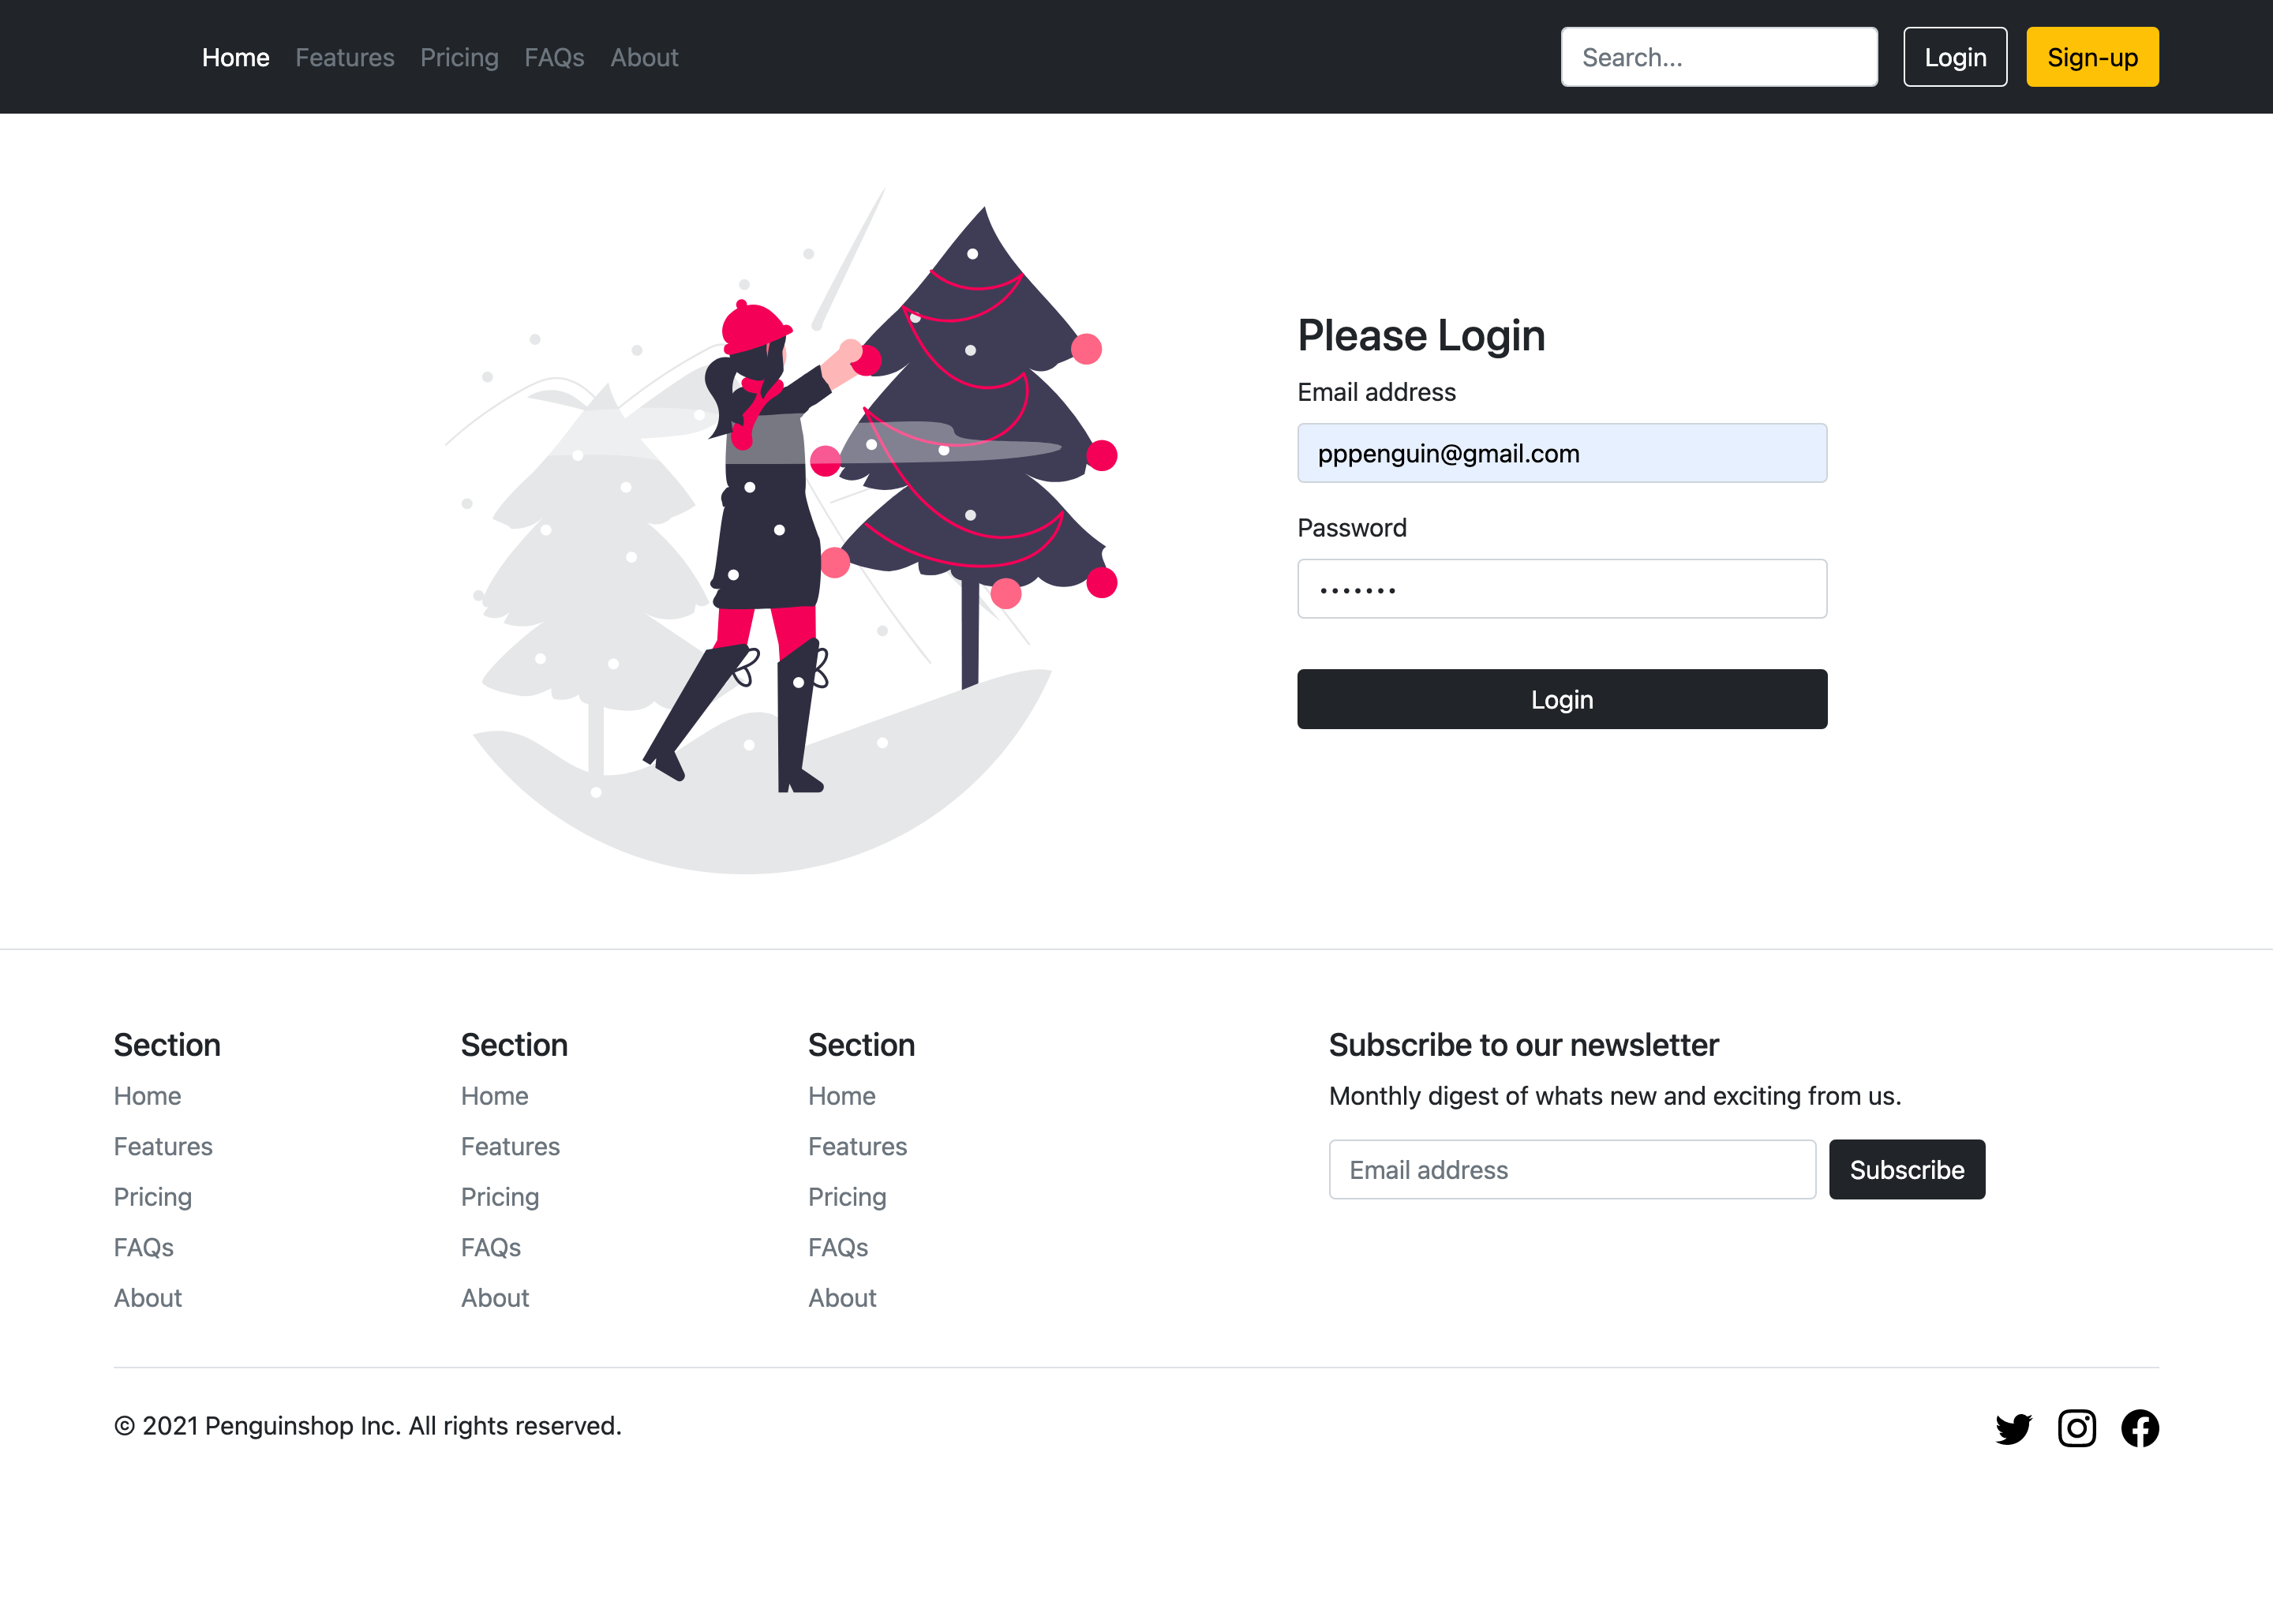 Home Features Pricing FAQs About Search... Login Sign-up
Please Login
Email address
pppenguin@gmail.com
Password
•••••••
Login
Section
Home
Features
Pricing
FAQs
About
Section
Home
Features
Pricing
FAQs
About
Section
Home
Features
Pricing
FAQs
About
Subscribe to our newsletter
Monthly digest of whats new and exciting from us.
Email address Subscribe
© 2021 Penguinshop Inc. All rights reserved.